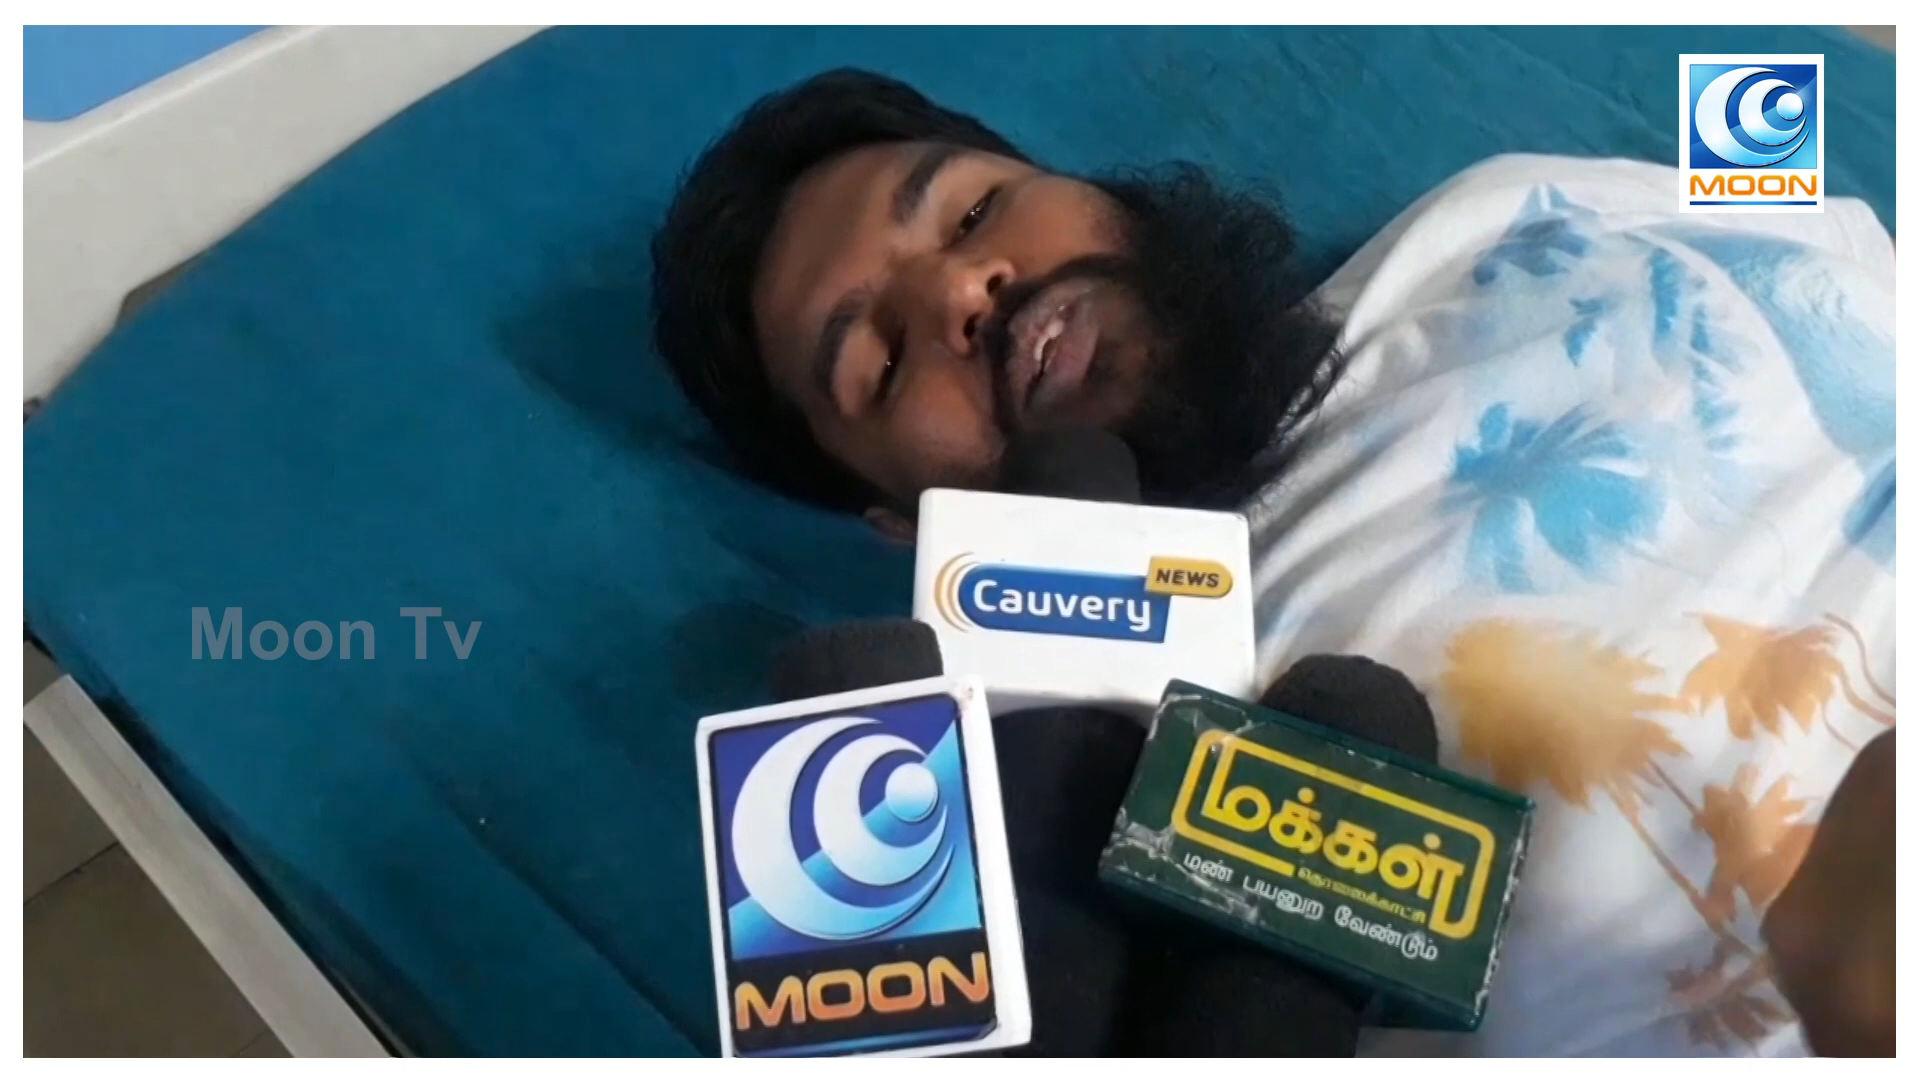 MOON
Cauvery NEWS
Moon Tv
MOON
மக்கள்
தொலைக்காட்சி
மண் பயனுற வேண்டும்